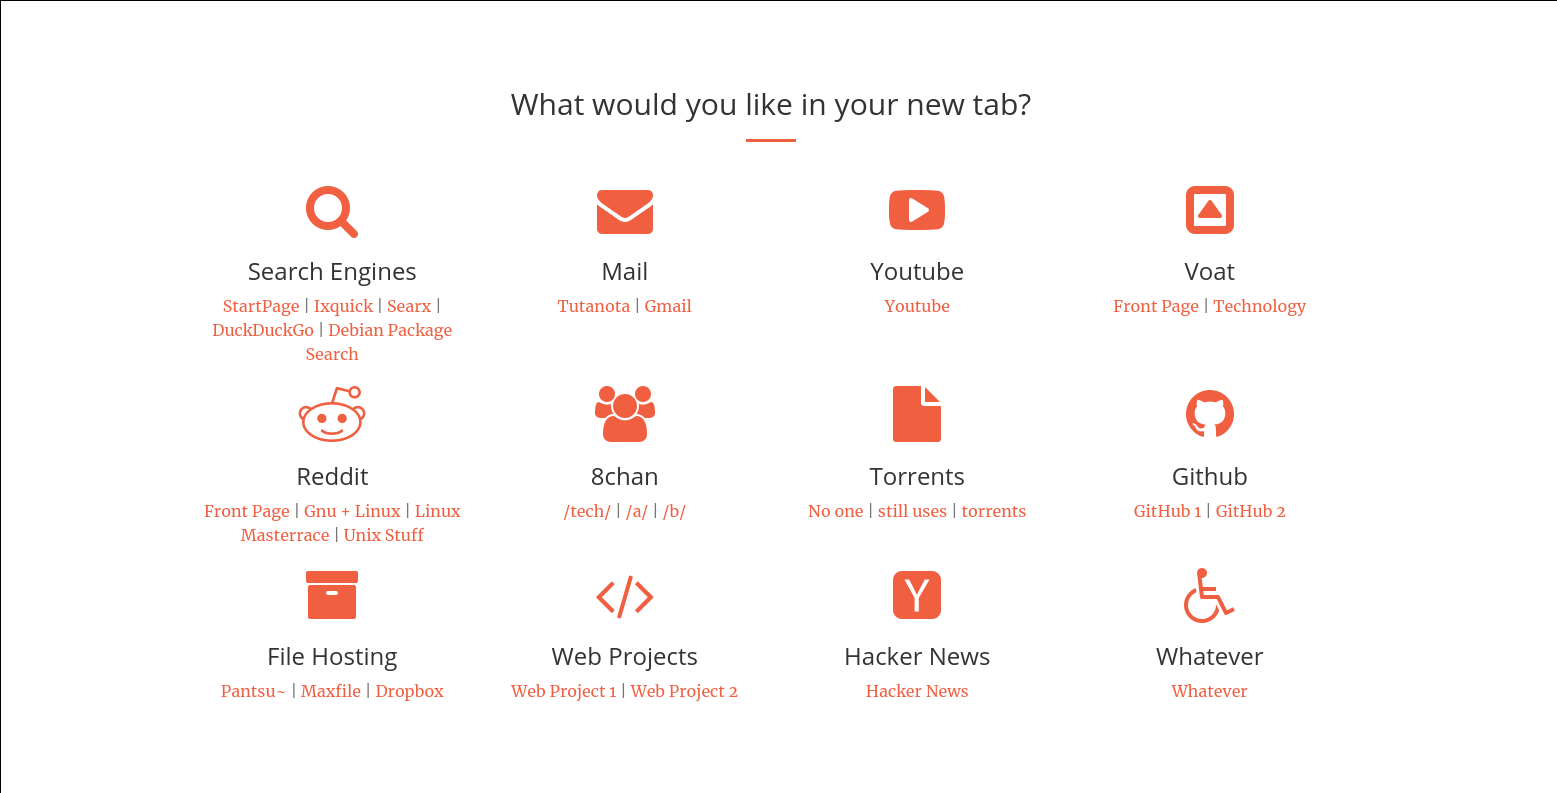 What would you like in your new tab?
Search Engines
StartPage | Ixquick | Searx |
DuckDuckGo | Debian Package
Search
Mail
Tutanota | Gmail
Youtube
Youtube
Voat
Front Page | Technology
Reddit
Front Page | Gnu + Linux | Linux
Masterrace | Unix Stuff
8chan
/tech/ | /a/ | /b/
Torrents
No one | still uses | torrents
Github
GitHub 1 | GitHub 2
File Hosting
Pantsu~ | Maxfile | Dropbox
Web Projects
Web Project 1 | Web Project 2
Y
Hacker News
Hacker News
Whatever
Whatever